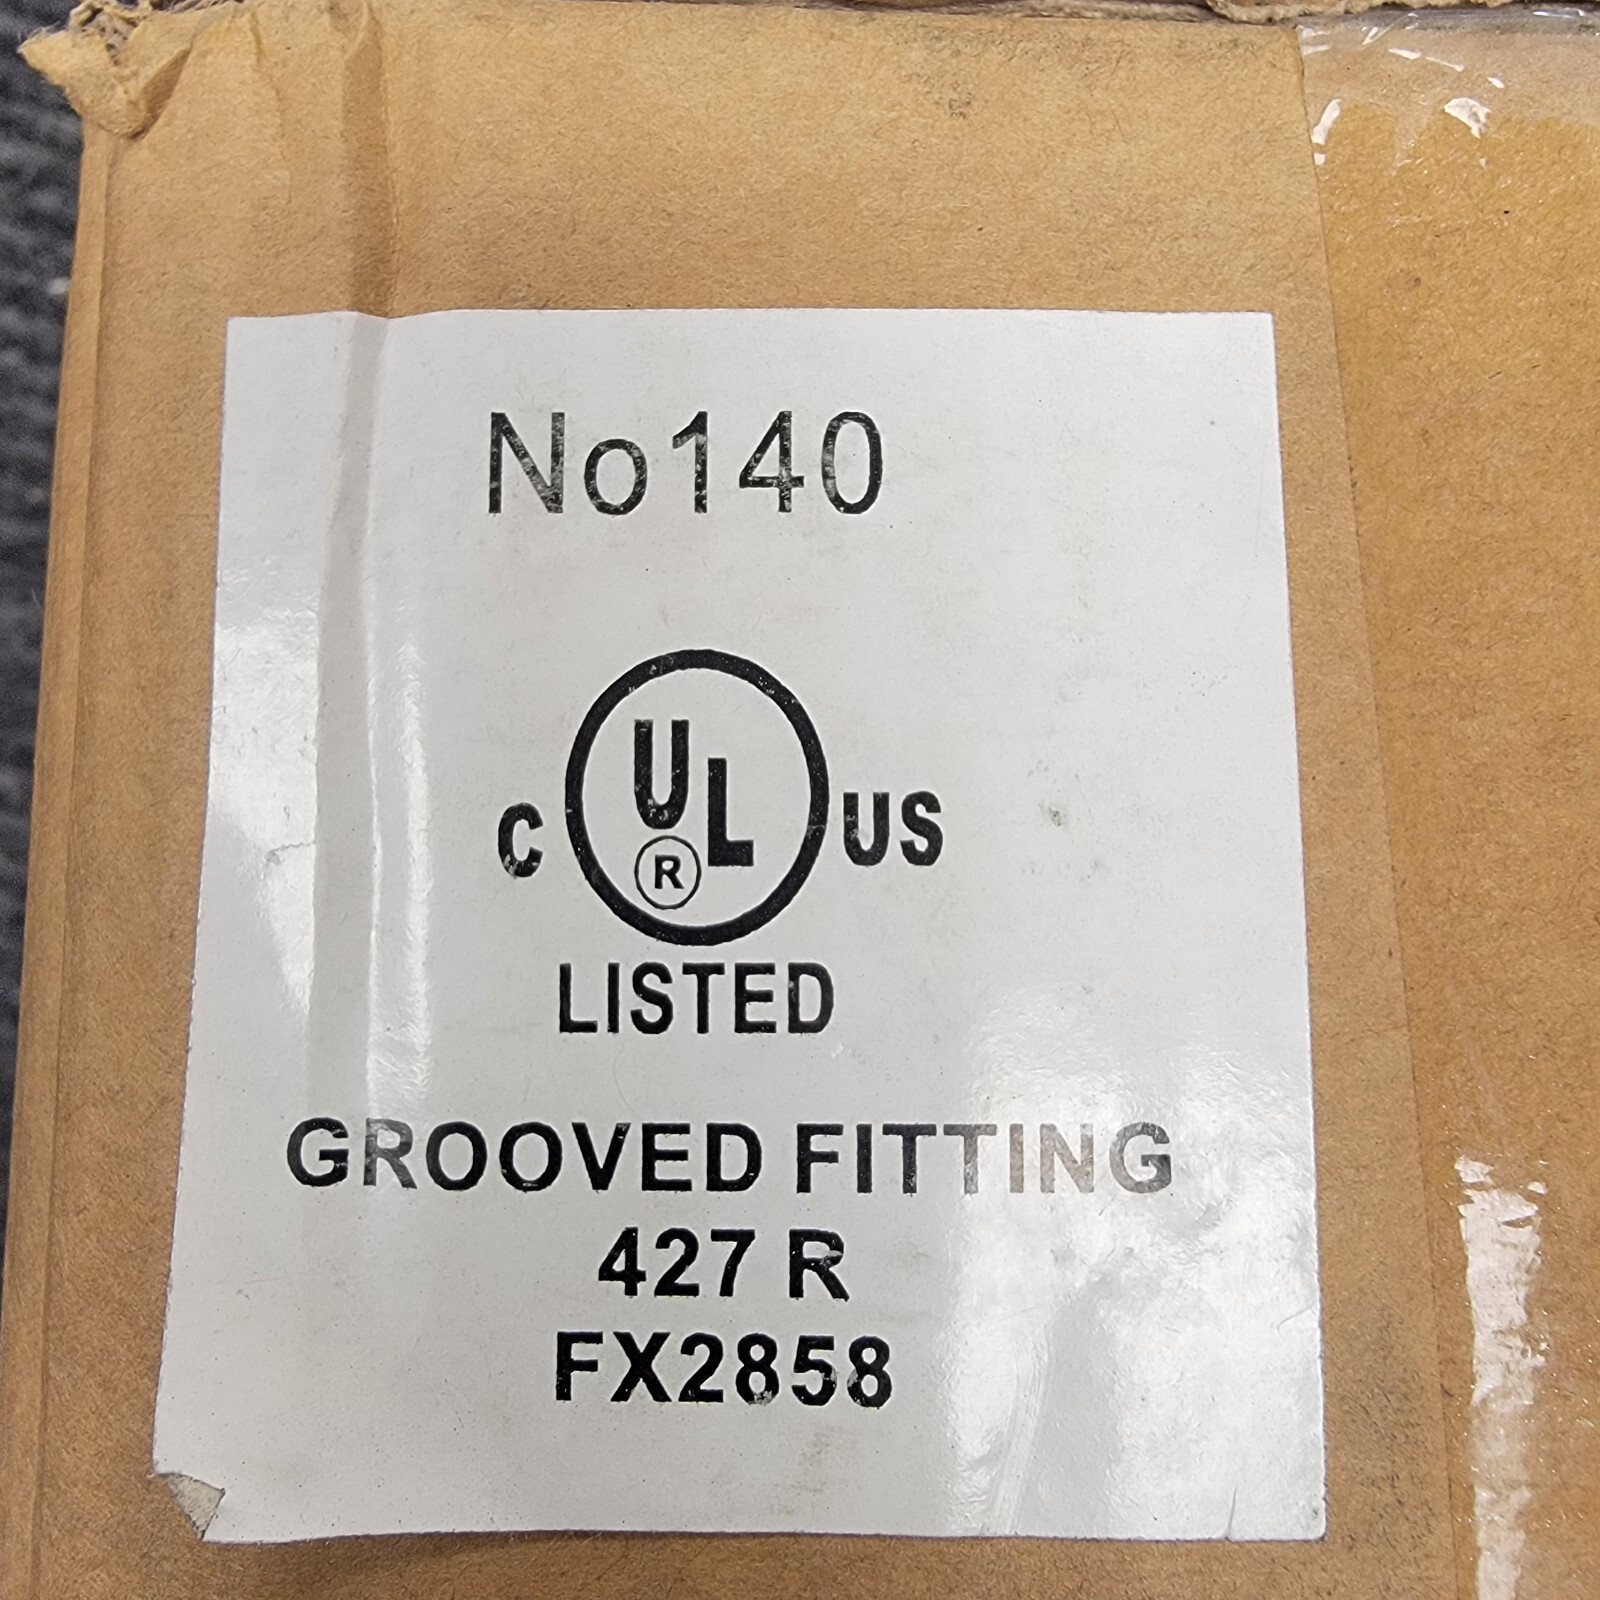 No140
C UL® US
LISTED
GROOVED FITTING
427 R
FX2858